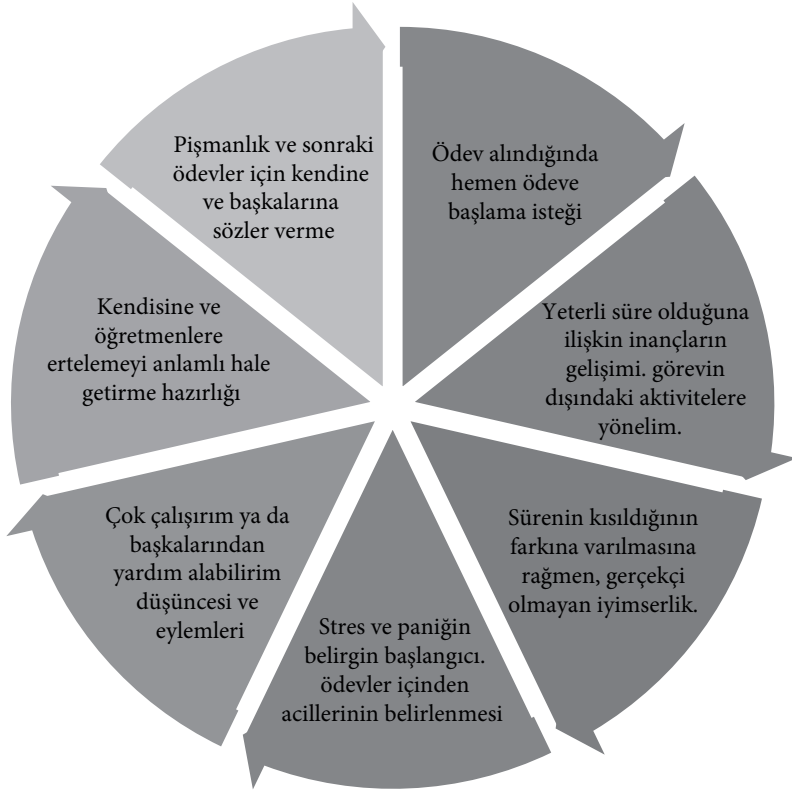 Ödev alındığında
hemen ödeve
başlama isteği
Yeterli süre olduğuna
ilişkin inançların
gelişimi. görevin
dışındaki aktivitelere
yönelim.
Sürenin kısıldığının
farkına varılmasına
rağmen, gerçekçi
olmayan iyimserlik.
Stres ve paniğin
belirgin başlangıcı.
ödevler içinden
acillerinin belirlenmesi
Çok çalışırım ya da
başkalarından
yardım alabilirim
düşüncesi ve
eylemleri
Kendisine ve
öğretmenlere
ertelemeyi anlamlı hale
getirme hazırlığı
Pişmanlık ve sonraki
ödevler için kendine
ve başkalarına
sözler verme